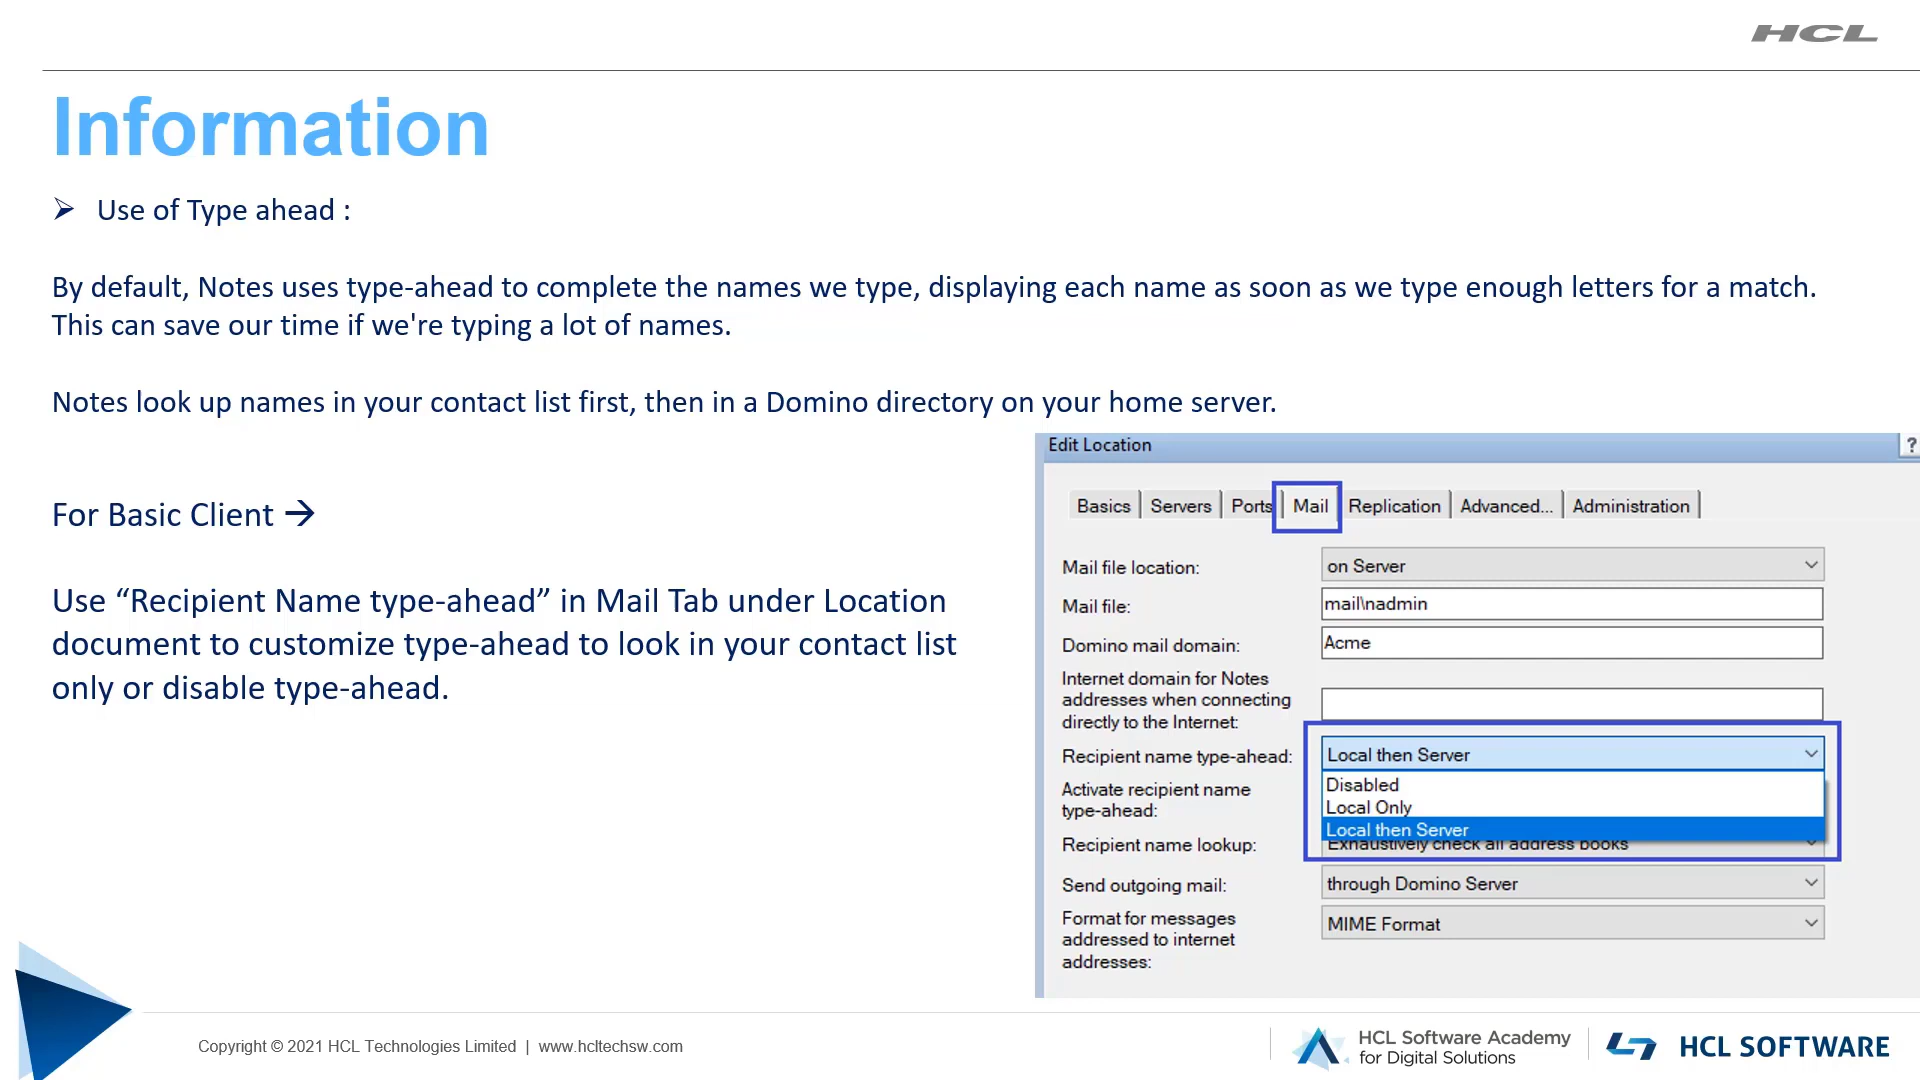 HCL
Information
➢ Use of Type ahead :
By default, Notes uses type-ahead to complete the names we type, displaying each name as soon as we type enough letters for a match.
This can save our time if we're typing a lot of names.
Notes look up names in your contact list first, then in a Domino directory on your home server.
For Basic Client →
Use “Recipient Name type-ahead” in Mail Tab under Location
document to customize type-ahead to look in your contact list
only or disable type-ahead.
Edit Location ?
Basics Servers Ports Mail Replication Advanced... Administration
Mail file location: on Server
Mail file: mail\nadmin
Domino mail domain: Acme
Internet domain for Notes
addresses when connecting
directly to the Internet:
Recipient name type-ahead: Local then Server
Disabled
Local Only
Local then Server
Activate recipient name
type-ahead:
Recipient name lookup: Exhaustively check all address books
Send outgoing mail: through Domino Server
Format for messages
addressed to internet
addresses:
MIME Format
Copyright © 2021 HCL Technologies Limited | www.hcltechsw.com
HCL Software Academy
for Digital Solutions
HCL SOFTWARE